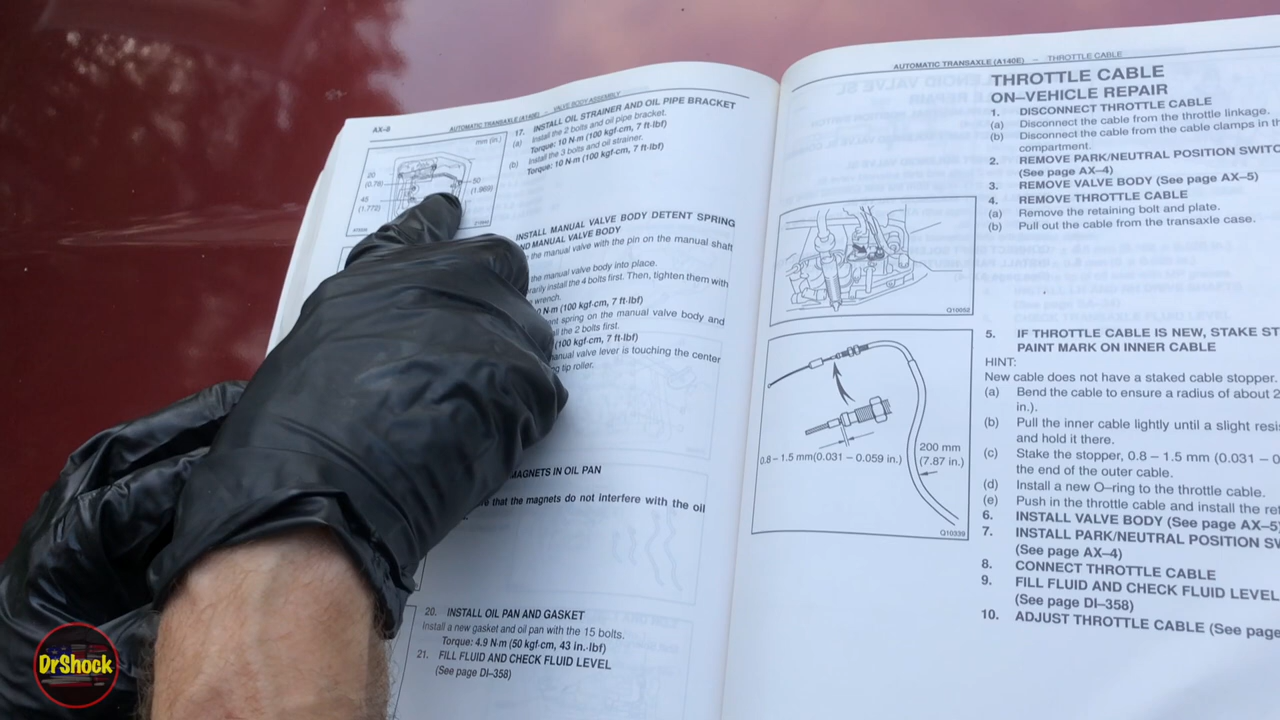 AX-8
AUTOMATIC TRANSAXLE (A140E) – VALVE BODY ASSEMBLY
mm (in.)
20
(0.78)
50
(1.969)
45
(1.772)
17. INSTALL OIL STRAINER AND OIL PIPE BRACKET
(a) Install the 2 bolts and oil pipe bracket.
Torque: 10 N·m (100 kgf·cm, 7 ft·lbf)
(b) Install the 3 bolts and oil strainer.
Torque: 10 N·m (100 kgf·cm, 7 ft·lbf)
INSTALL MANUAL VALVE BODY DETENT SPRING
AND MANUAL VALVE BODY
the manual valve with the pin on the manual shaft
the manual valve body into place.
install the 4 bolts first. Then, tighten them with
wrench.
N·m (100 kgf·cm, 7 ft·lbf)
spring on the manual valve body and
the 2 bolts first.
(100 kgf·cm, 7 ft·lbf)
manual valve lever is touching the center
tip roller.
MAGNETS IN OIL PAN
that the magnets do not interfere with the oil
20. INSTALL OIL PAN AND GASKET
Install a new gasket and oil pan with the 15 bolts.
Torque: 4.9 N·m (50 kgf·cm, 43 in.·lbf)
21. FILL FLUID AND CHECK FLUID LEVEL
(See page DI–358)
AUTOMATIC TRANSAXLE (A140E) – THROTTLE CABLE
THROTTLE CABLE
ON–VEHICLE REPAIR
1. DISCONNECT THROTTLE CABLE
(a) Disconnect the cable from the throttle linkage.
(b) Disconnect the cable from the cable clamps in th
compartment.
2. REMOVE PARK/NEUTRAL POSITION SWITC
(See page AX–4)
3. REMOVE VALVE BODY (See page AX–5)
4. REMOVE THROTTLE CABLE
(a) Remove the retaining bolt and plate.
(b) Pull out the cable from the transaxle case.
Q10052
5. IF THROTTLE CABLE IS NEW, STAKE ST
PAINT MARK ON INNER CABLE
HINT:
New cable does not have a staked cable stopper.
(a) Bend the cable to ensure a radius of about 2
in.).
(b) Pull the inner cable lightly until a slight resi
and hold it there.
(c) Stake the stopper, 0.8 – 1.5 mm (0.031 – 0
the end of the outer cable.
(d) Install a new O–ring to the throttle cable.
(e) Push in the throttle cable and install the ret
0.8 – 1.5 mm(0.031 – 0.059 in.)
200 mm
(7.87 in.)
Q10339
6. INSTALL VALVE BODY (See page AX–5)
7. INSTALL PARK/NEUTRAL POSITION SW
(See page AX–4)
8. CONNECT THROTTLE CABLE
9. FILL FLUID AND CHECK FLUID LEVEL
(See page DI–358)
10. ADJUST THROTTLE CABLE (See page
DrShock